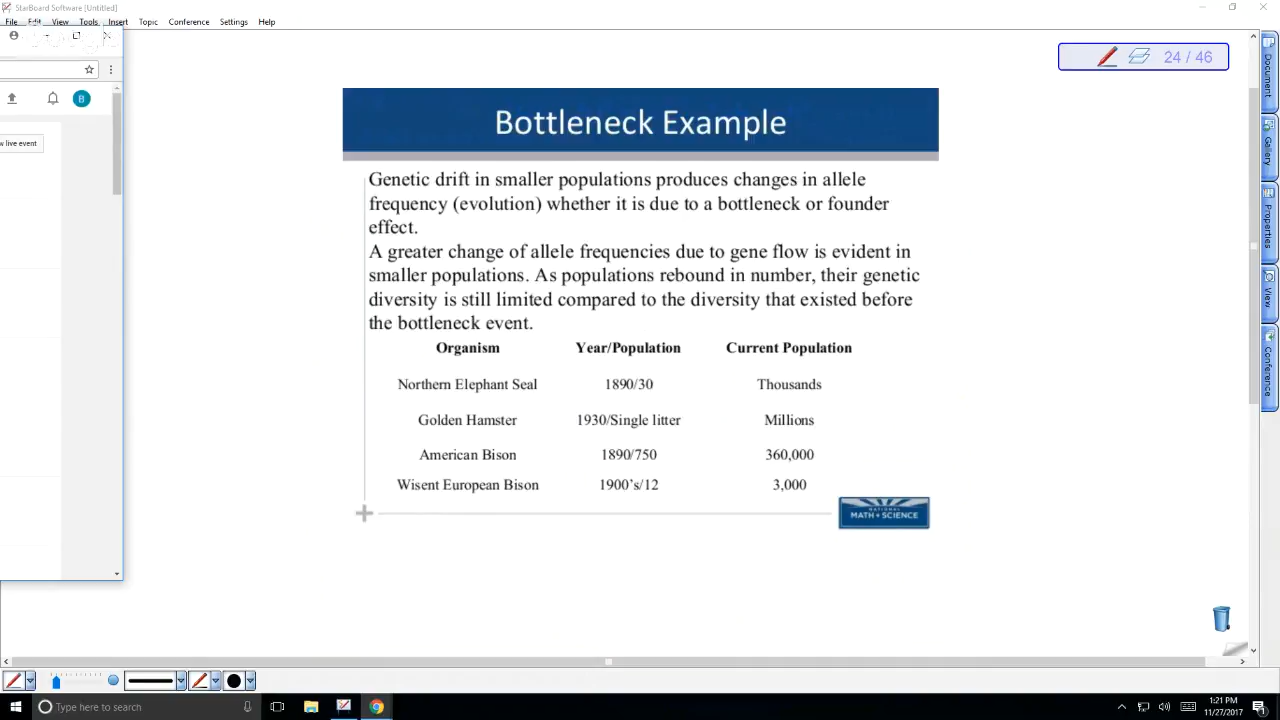 StarBoard Software [Untitled]
File Edit View Tools Insert Topic Conference Settings Help
24 / 46
B
w live event
Document
Gallery
Properties
View
Conference
Bottleneck Example
Genetic drift in smaller populations produces changes in allele
frequency (evolution) whether it is due to a bottleneck or founder
effect.
A greater change of allele frequencies due to gene flow is evident in
smaller populations. As populations rebound in number, their genetic
diversity is still limited compared to the diversity that existed before
the bottleneck event.
Organism Year/Population Current Population
Northern Elephant Seal 1890/30 Thousands
Golden Hamster 1930/Single litter Millions
American Bison 1890/750 360,000
Wisent European Bison 1900’s/12 3,000
NATIONAL
MATH + SCIENCE
Type here to search
1:21 PM
11/27/2017